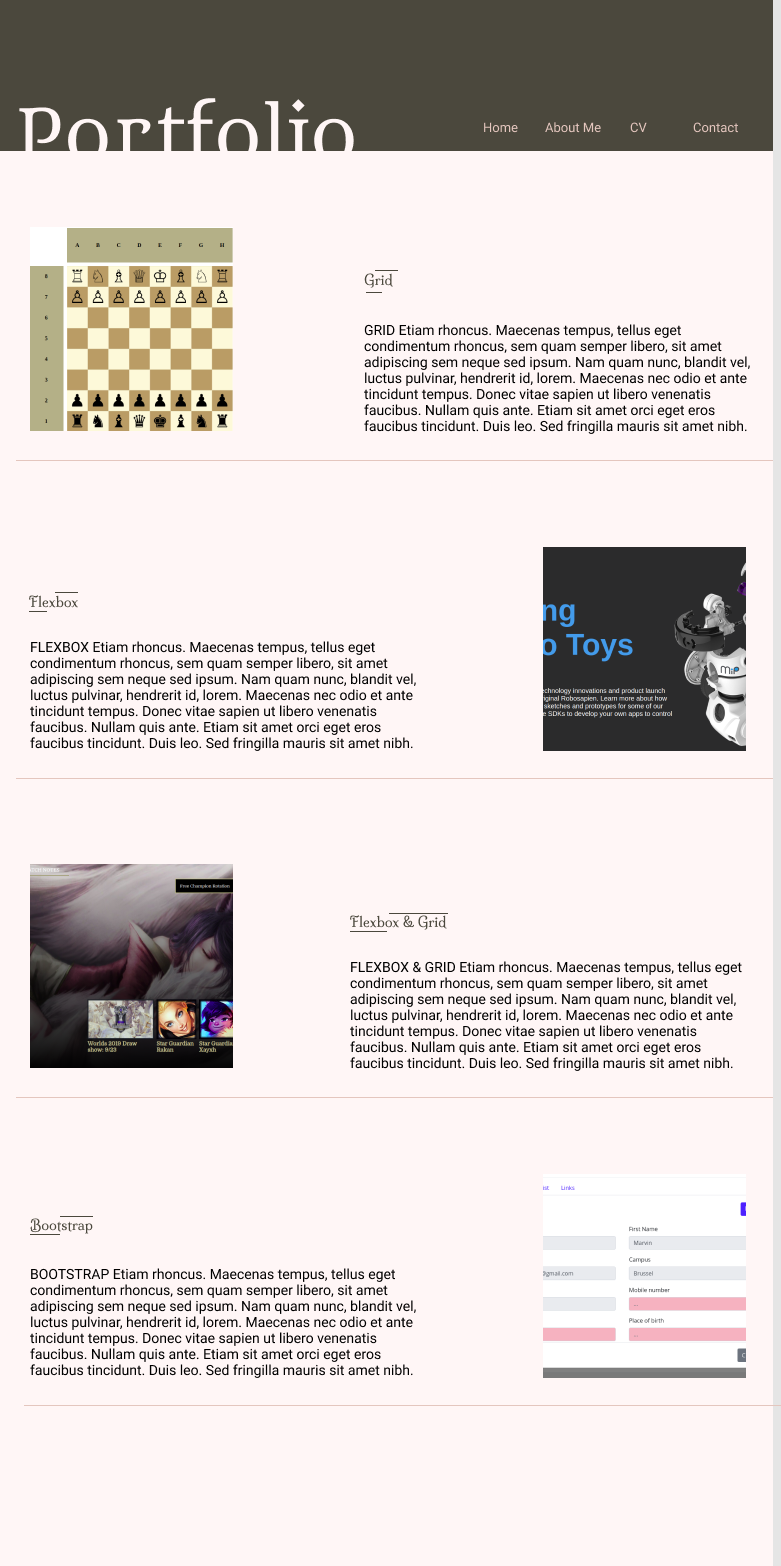 Portfolio
Home About Me CV Contact
A B C D E F G H
8
7
6
5
4
3
2
1
Grid
GRID Etiam rhoncus. Maecenas tempus, tellus eget
condimentum rhoncus, sem quam semper libero, sit amet
adipiscing sem neque sed ipsum. Nam quam nunc, blandit vel,
luctus pulvinar, hendrerit id, lorem. Maecenas nec odio et ante
tincidunt tempus. Donec vitae sapien ut libero venenatis
faucibus. Nullam quis ante. Etiam sit amet orci eget eros
faucibus tincidunt. Duis leo. Sed fringilla mauris sit amet nibh.
Flexbox
FLEXBOX Etiam rhoncus. Maecenas tempus, tellus eget
condimentum rhoncus, sem quam semper libero, sit amet
adipiscing sem neque sed ipsum. Nam quam nunc, blandit vel,
luctus pulvinar, hendrerit id, lorem. Maecenas nec odio et ante
tincidunt tempus. Donec vitae sapien ut libero venenatis
faucibus. Nullam quis ante. Etiam sit amet orci eget eros
faucibus tincidunt. Duis leo. Sed fringilla mauris sit amet nibh.
ng
o Toys
echnology innovations and product launch
iginal Robosapien. Learn more about how
sketches and prototypes for some of our
e SDKs to develop your own apps to control
MiP
Free Champion Rotation
Worlds 2019 Draw
show: 9/23
Star Guardian
Rakan
Star Guardia
Xayah
Flexbox & Grid
FLEXBOX & GRID Etiam rhoncus. Maecenas tempus, tellus eget
condimentum rhoncus, sem quam semper libero, sit amet
adipiscing sem neque sed ipsum. Nam quam nunc, blandit vel,
luctus pulvinar, hendrerit id, lorem. Maecenas nec odio et ante
tincidunt tempus. Donec vitae sapien ut libero venenatis
faucibus. Nullam quis ante. Etiam sit amet orci eget eros
faucibus tincidunt. Duis leo. Sed fringilla mauris sit amet nibh.
Bootstrap
BOOTSTRAP Etiam rhoncus. Maecenas tempus, tellus eget
condimentum rhoncus, sem quam semper libero, sit amet
adipiscing sem neque sed ipsum. Nam quam nunc, blandit vel,
luctus pulvinar, hendrerit id, lorem. Maecenas nec odio et ante
tincidunt tempus. Donec vitae sapien ut libero venenatis
faucibus. Nullam quis ante. Etiam sit amet orci eget eros
faucibus tincidunt. Duis leo. Sed fringilla mauris sit amet nibh.
ist Links
First Name
Marvin
Campus
@gmail.com Brussel
Mobile number
...
Place of birth
...